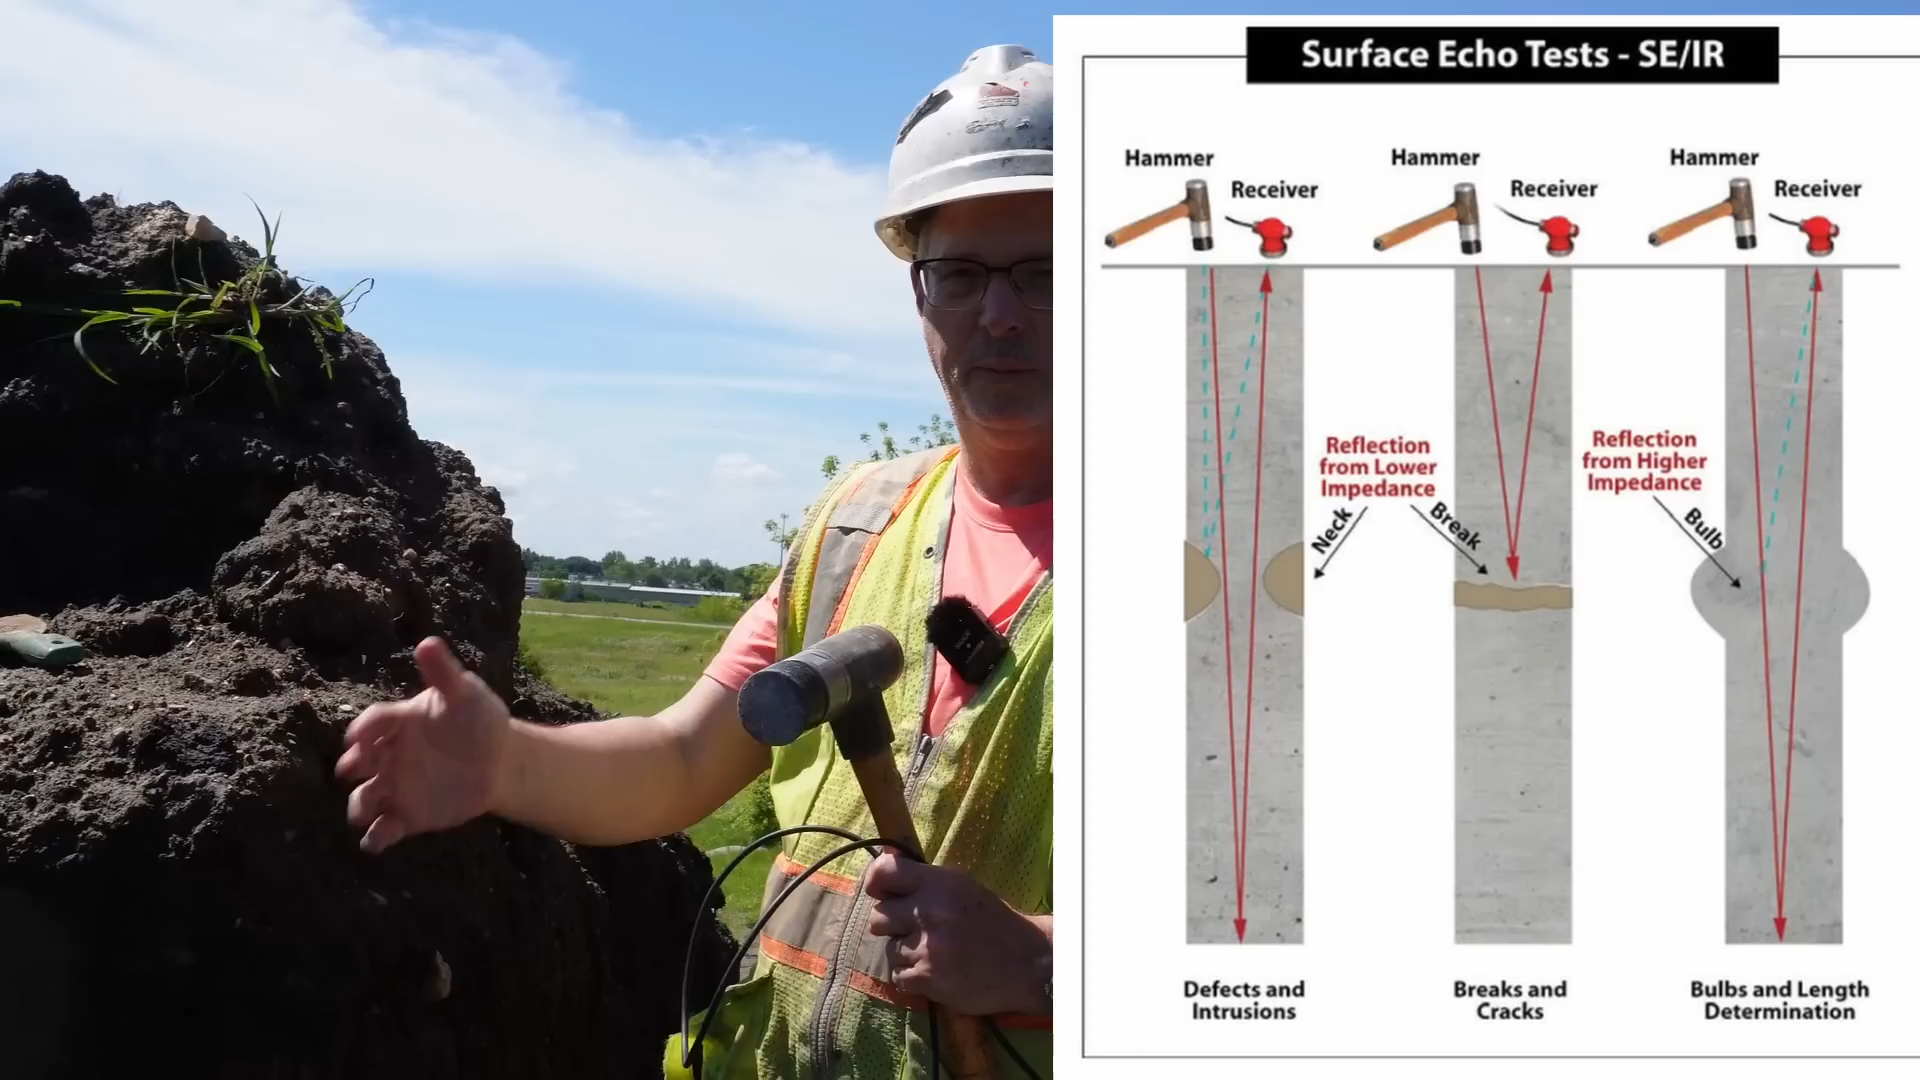 Surface Echo Tests - SE/IR
Hammer
Receiver
Hammer
Receiver
Hammer
Receiver
Reflection
from Lower
Impedance
Neck
Break
Reflection
from Higher
Impedance
Bulb
Defects and
Intrusions
Breaks and
Cracks
Bulbs and Length
Determination